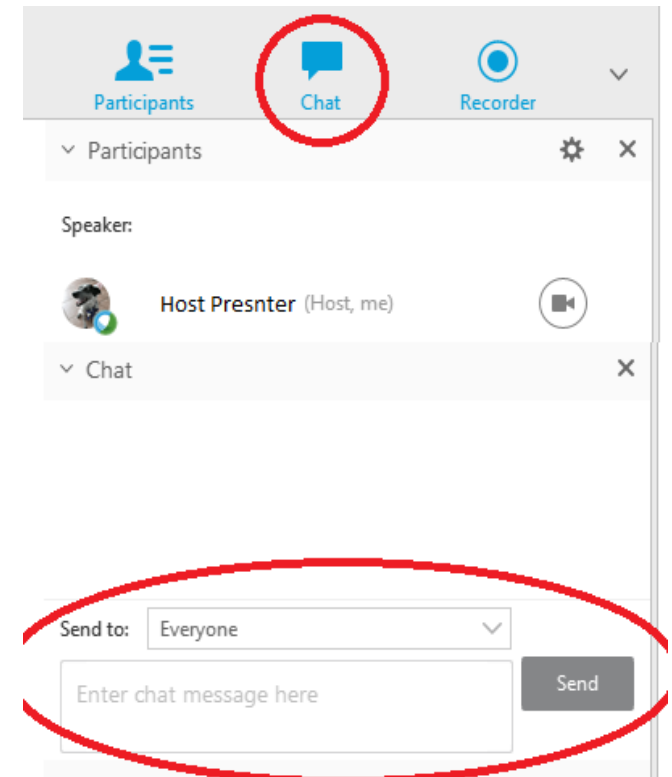 Participants Chat Recorder
Participants
Speaker:
Host Presnter (Host, me)
Chat
Send to: Everyone
Enter chat message here Send